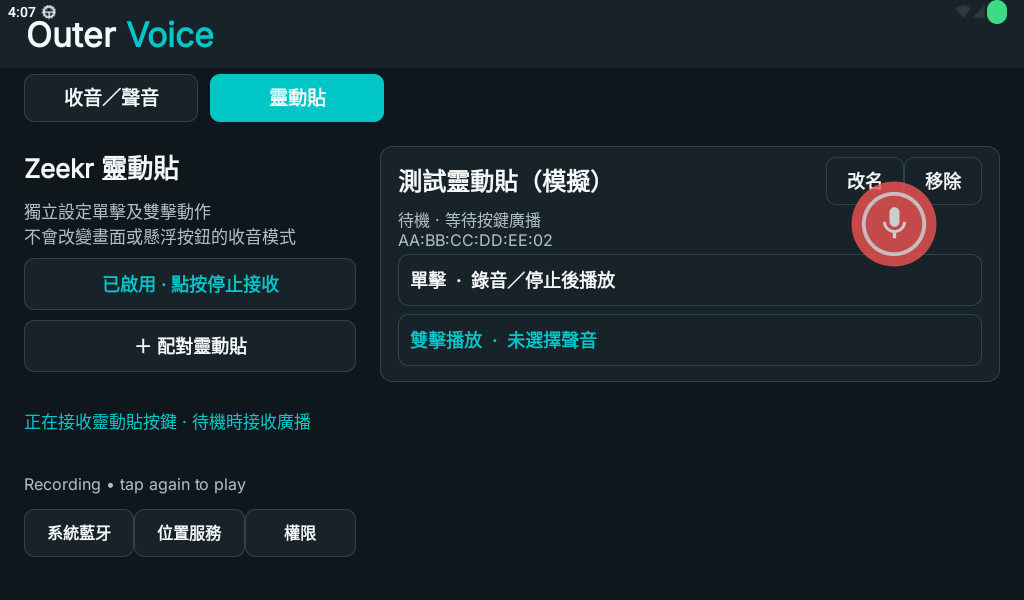 4:07
Outer Voice
收音／聲音
靈動貼
Zeekr 靈動貼
獨立設定單擊及雙擊動作
不會改變畫面或懸浮按鈕的收音模式
已啟用 · 點按停止接收
＋ 配對靈動貼
正在接收靈動貼按鍵 · 待機時接收廣播
Recording • tap again to play
系統藍牙
位置服務
權限
測試靈動貼（模擬）
改名
移除
待機 · 等待按鍵廣播
AA:BB:CC:DD:EE:02
單擊 · 錄音／停止後播放
雙擊播放 · 未選擇聲音